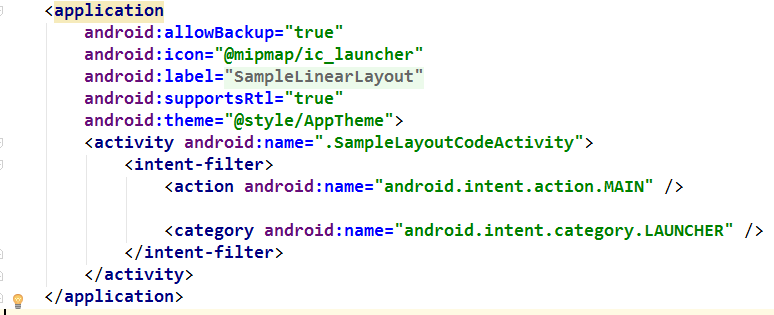 <application
android:allowBackup="true"
android:icon="@mipmap/ic_launcher"
android:label="SampleLinearLayout"
android:supportsRtl="true"
android:theme="@style/AppTheme">
<activity android:name=".SampleLayoutCodeActivity">
<intent-filter>
<action android:name="android.intent.action.MAIN" />
<category android:name="android.intent.category.LAUNCHER" />
</intent-filter>
</activity>
</application>